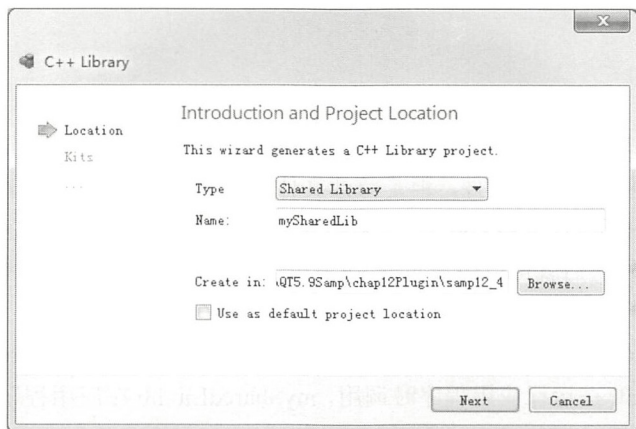 C++ Library
Location
Kits
...
Introduction and Project Location
This wizard generates a C++ Library project.
Type Shared Library
Name: mySharedLib
Create in: \QT5.9Samp\chap12Plugin\samp12_4 Browse...
Use as default project location
Next Cancel